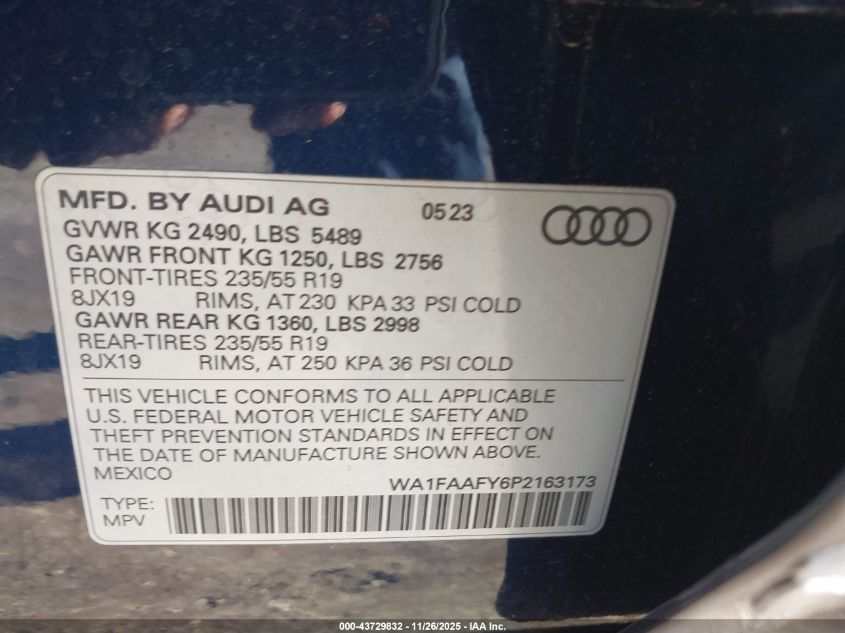 MFD. BY AUDI AG 0523
GVWR KG 2490, LBS 5489
GAWR FRONT KG 1250, LBS 2756
FRONT-TIRES 235/55 R19
8JX19 RIMS, AT 230 KPA 33 PSI COLD
GAWR REAR KG 1360, LBS 2998
REAR-TIRES 235/55 R19
8JX19 RIMS, AT 250 KPA 36 PSI COLD
THIS VEHICLE CONFORMS TO ALL APPLICABLE
U.S. FEDERAL MOTOR VEHICLE SAFETY AND
THEFT PREVENTION STANDARDS IN EFFECT ON
THE DATE OF MANUFACTURE SHOWN ABOVE.
MEXICO
WA1FAAFY6P2163173
TYPE:
MPV
000-43729832 - 11/26/2025 - IAA Inc.